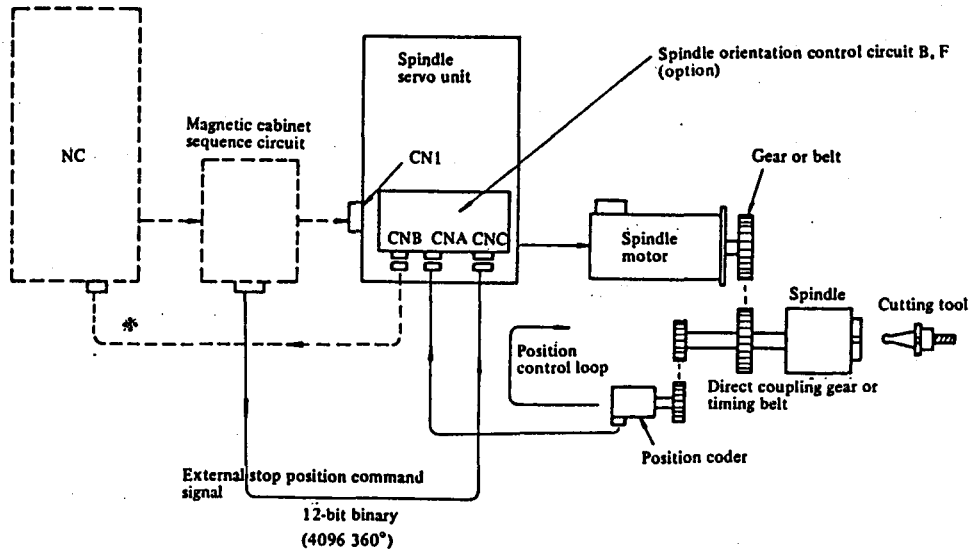 Spindle
servo unit
Spindle orientation control circuit B, F
(option)
Magnetic cabinet
sequence circuit
NC
CN1
Gear or belt
CNB CNA CNC
Spindle
motor
Spindle
Cutting tool
※
Position
control loop
Direct coupling gear or
timing belt
Position coder
External stop position command
signal
12-bit binary
(4096 360°)